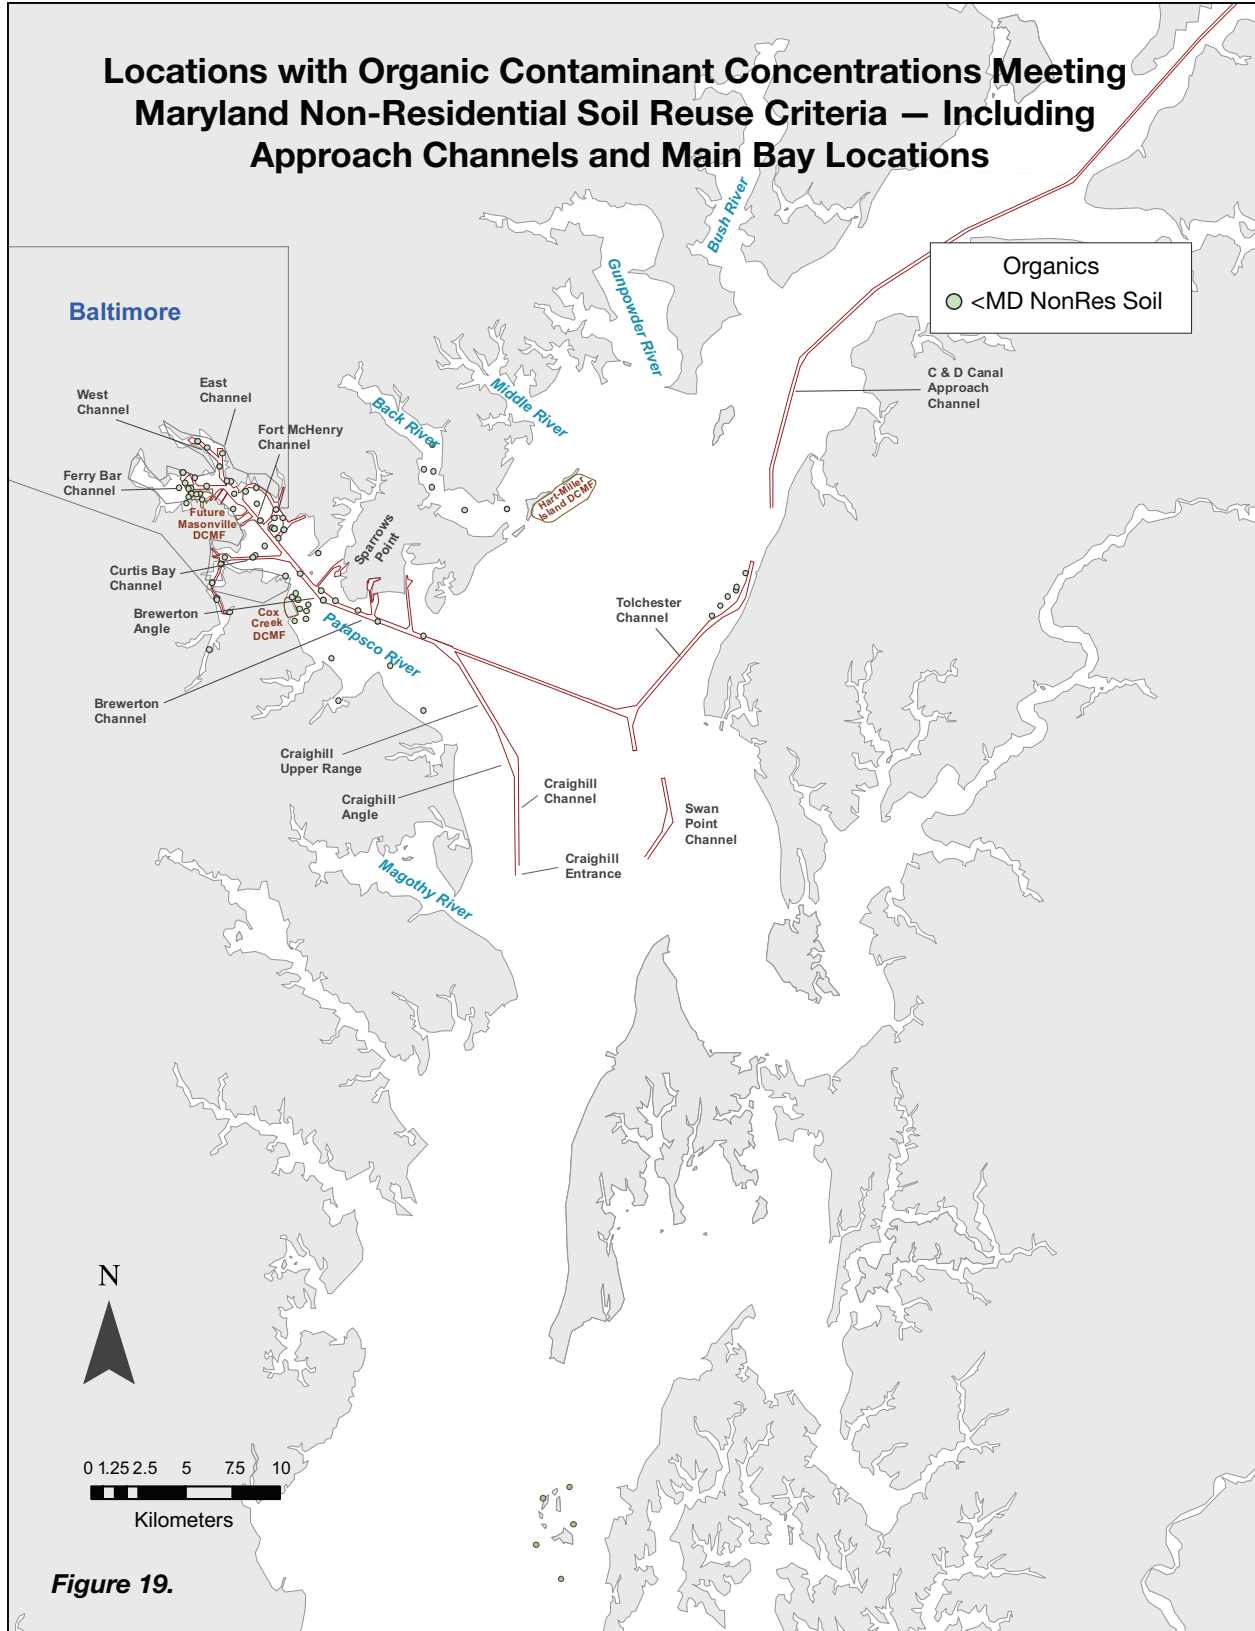 Locations with Organic Contaminant Concentrations Meeting
Maryland Non-Residential Soil Reuse Criteria — Including
Approach Channels and Main Bay Locations
Bush River
Gunpowder River
Organics
<MD NonRes Soil
Baltimore
C & D Canal
Approach
Channel
East
Channel
West
Channel
Middle River
Back River
Fort McHenry
Channel
Ferry Bar
Channel
Hart-Miller
Island DCMF
Future
Masonville
DCMF
Sparrows
Point
Curtis Bay
Channel
Tolchester
Channel
Brewerton
Angle
Cox
Creek
DCMF
Patapsco River
Brewerton
Channel
Craighill
Upper Range
Craighill
Angle
Craighill
Channel
Swan
Point
Channel
Craighill
Entrance
Magothy River
N
0 1.25 2.5 5 7.5 10
Kilometers
Figure 19.